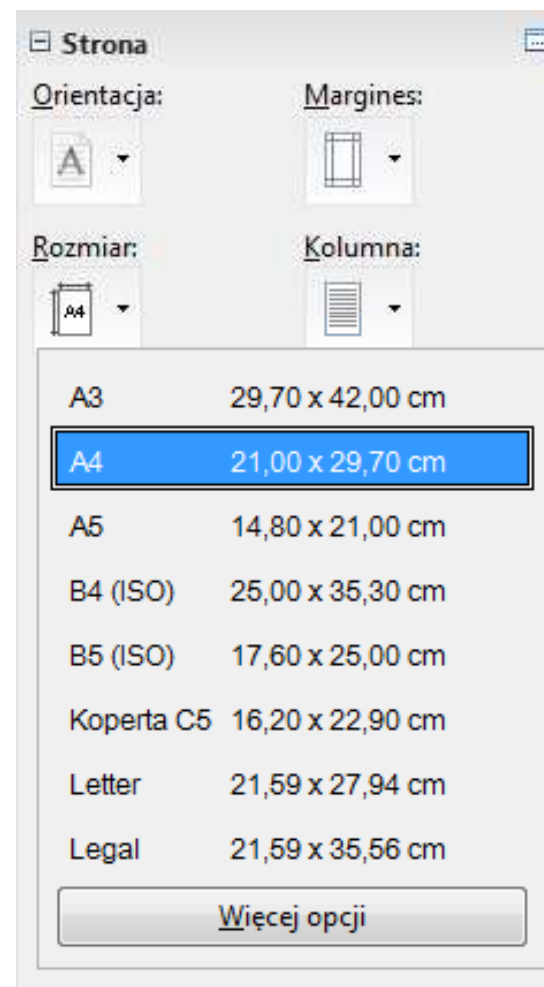 Strona
Orientacja: Margines:
A
Rozmiar: Kolumna:
A4
A3 29,70 x 42,00 cm
A4 21,00 x 29,70 cm
A5 14,80 x 21,00 cm
B4 (ISO) 25,00 x 35,30 cm
B5 (ISO) 17,60 x 25,00 cm
Koperta C5 16,20 x 22,90 cm
Letter 21,59 x 27,94 cm
Legal 21,59 x 35,56 cm
Więcej opcji